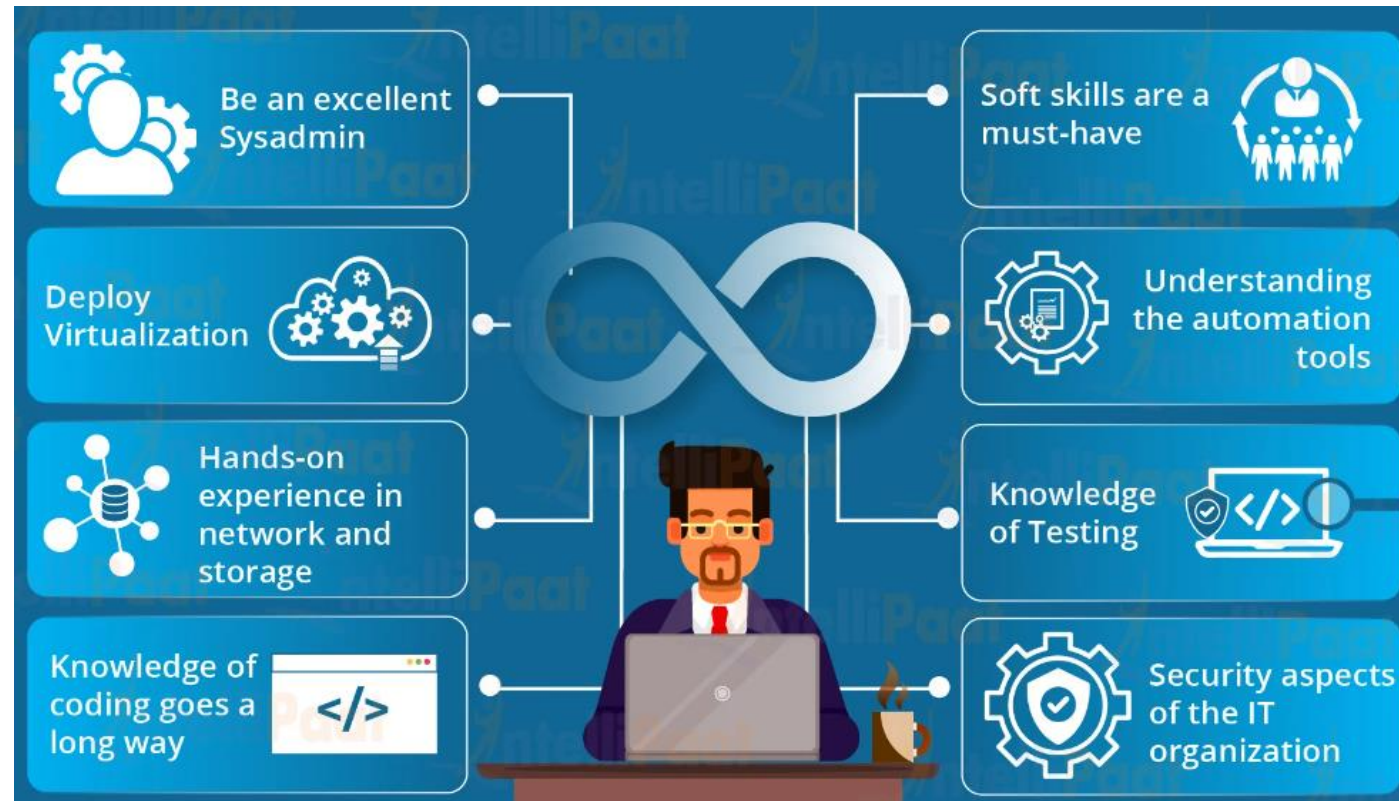 Be an excellent
Sysadmin
Deploy
Virtualization
Hands-on
experience in
network and
storage
Knowledge of
coding goes a
long way
</>
Soft skills are a
must-have
Understanding
the automation
tools
Knowledge
of Testing
</>
Security aspects
of the IT
organization
IntelliPaat